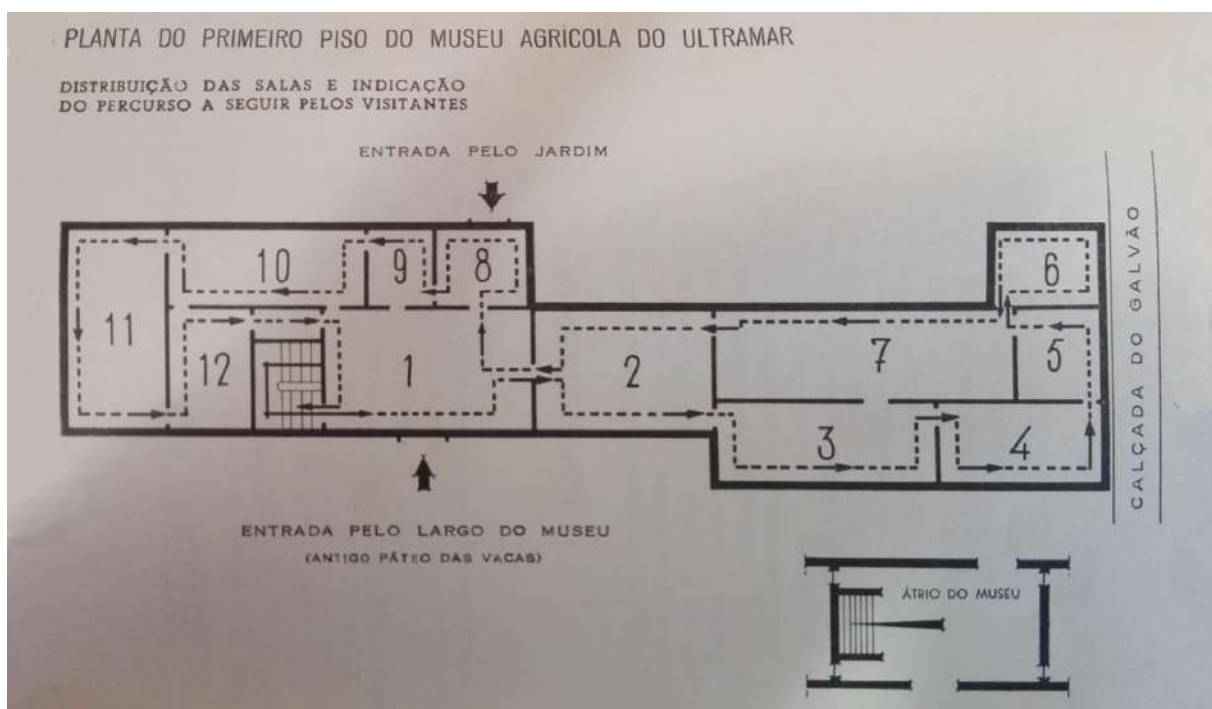 PLANTA DO PRIMEIRO PISO DO MUSEU AGRÍCOLA DO ULTRAMAR
DISTRIBUIÇÃO DAS SALAS E INDICAÇÃO
DO PERCURSO A SEGUIR PELOS VISITANTES
ENTRADA PELO JARDIM
10
9
8
6
11
12
1
2
7
5
3
4
CALÇADA DO GALVÃO
ENTRADA PELO LARGO DO MUSEU
(ANTIGO PÁTEO DAS VACAS)
ÁTRIO DO MUSEU